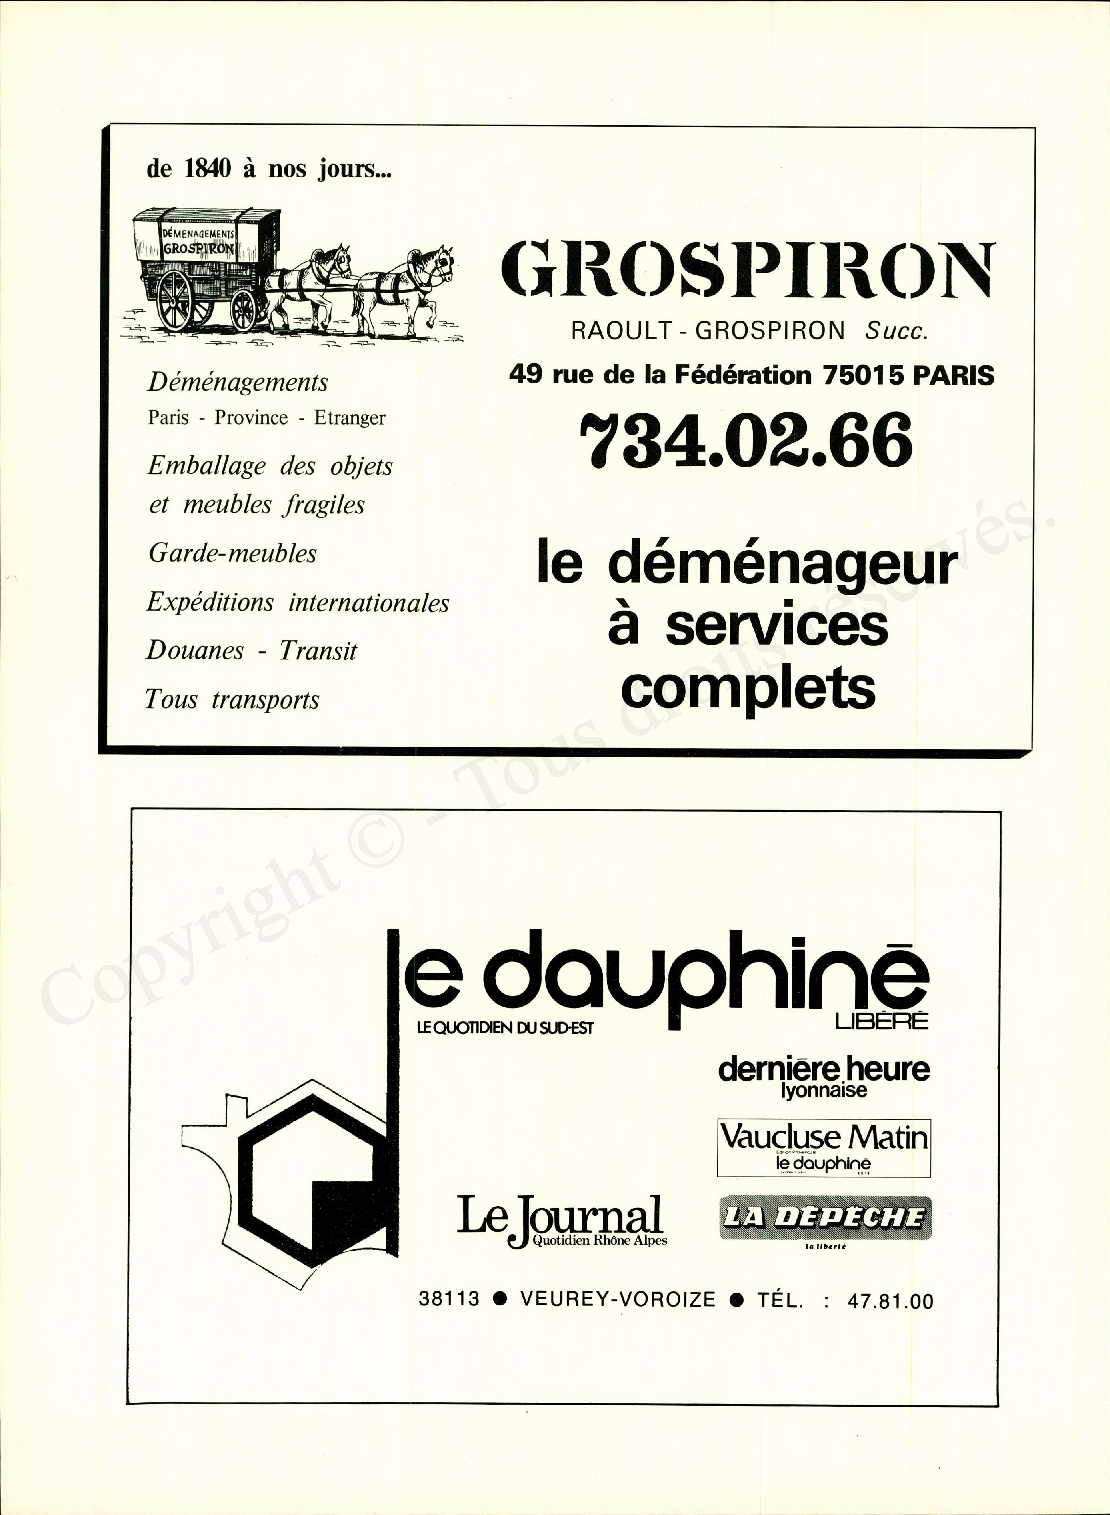 de 1840 à nos jours...
DÉMENAGEMENTS
GROSPIRON
GROSPIRON
RAOULT - GROSPIRON Succ.
49 rue de la Fédération 75015 PARIS
734.02.66
Déménagements
Paris - Province - Etranger
Emballage des objets
et meubles fragiles
Garde-meubles
Expéditions internationales
Douanes - Transit
Tous transports
le déménageur
à services
complets
Copyright © - Tous droits réservés.
le dauphiné
LE QUOTIDIEN DU SUD-EST
LIBÉRÉ
dernière heure
lyonnaise
Vaucluse Matin
le dauphiné
Le Journal
Quotidien Rhône Alpes
LA DÉPÊCHE
la liberté
38113 ● VEUREY-VOROIZE ● TÉL. : 47.81.00